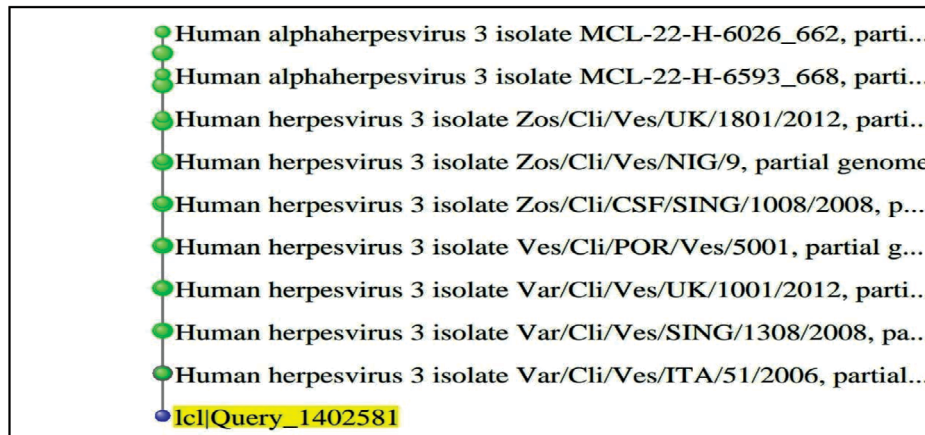 Human alphaherpesvirus 3 isolate MCL-22-H-6026_662, parti...
Human alphaherpesvirus 3 isolate MCL-22-H-6593_668, parti...
Human herpesvirus 3 isolate Zos/Cli/Ves/UK/1801/2012, parti...
Human herpesvirus 3 isolate Zos/Cli/Ves/NIG/9, partial genome
Human herpesvirus 3 isolate Zos/Cli/CSF/SING/1008/2008, p...
Human herpesvirus 3 isolate Ves/Cli/POR/Ves/5001, partial g...
Human herpesvirus 3 isolate Var/Cli/Ves/UK/1001/2012, parti...
Human herpesvirus 3 isolate Var/Cli/Ves/SING/1308/2008, pa...
Human herpesvirus 3 isolate Var/Cli/Ves/ITA/51/2006, partial...
lcl|Query_1402581